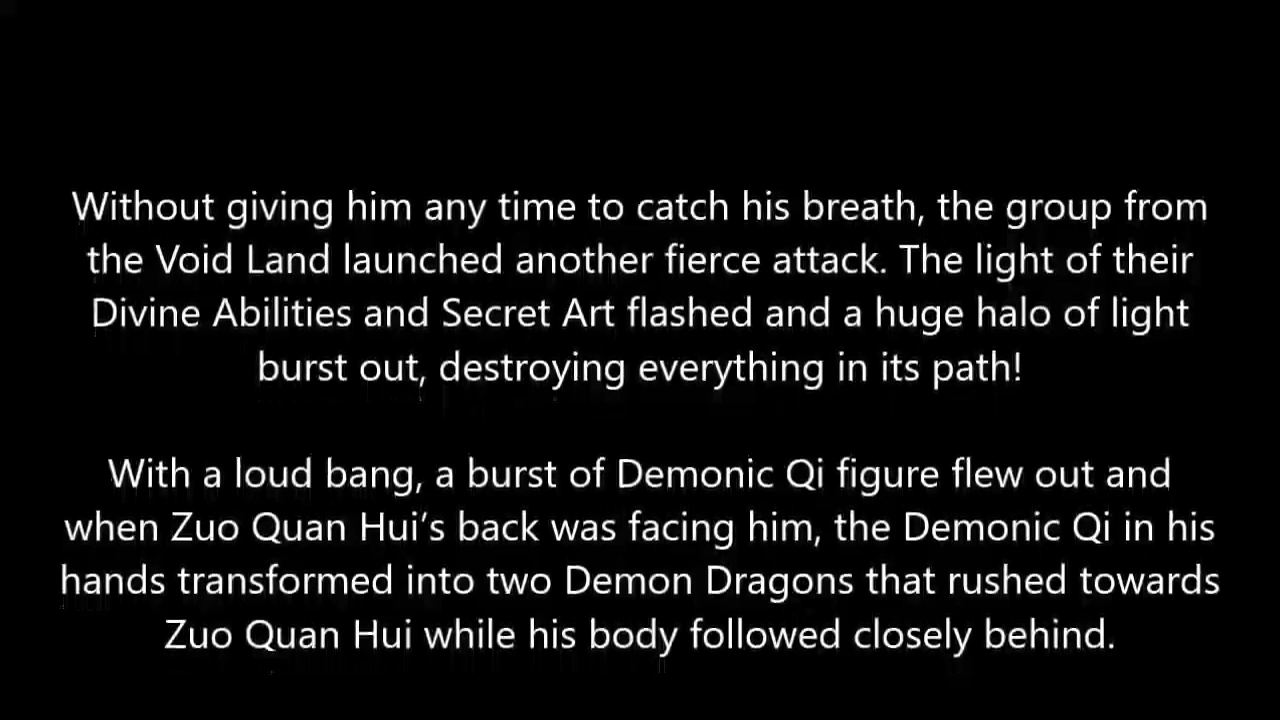 Without giving him any time to catch his breath, the group from
the Void Land launched another fierce attack. The light of their
Divine Abilities and Secret Art flashed and a huge halo of light
burst out, destroying everything in its path!
With a loud bang, a burst of Demonic Qi figure flew out and
when Zuo Quan Hui’s back was facing him, the Demonic Qi in his
hands transformed into two Demon Dragons that rushed towards
Zuo Quan Hui while his body followed closely behind.